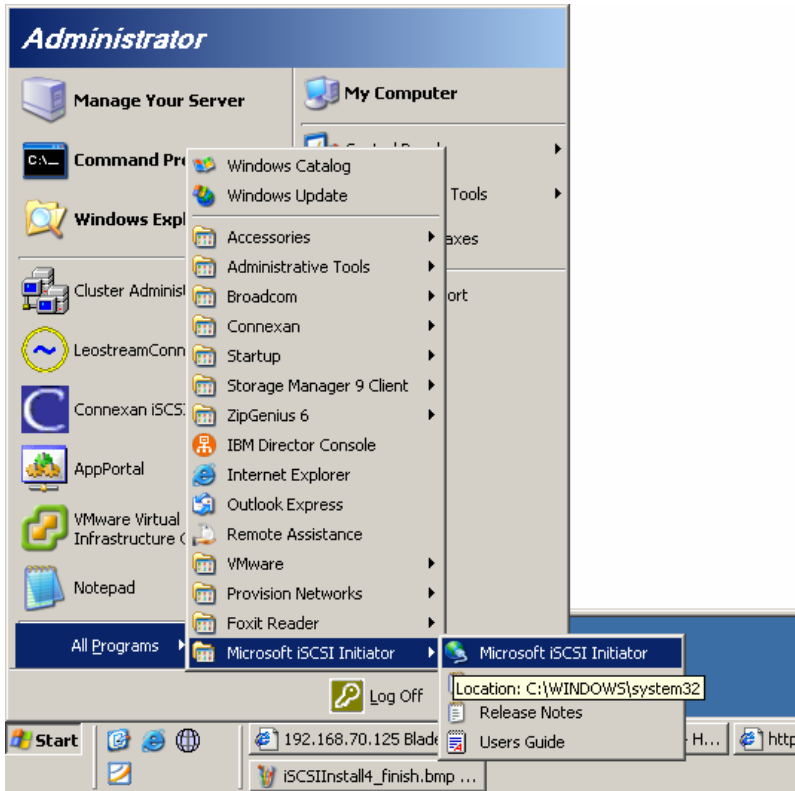 Administrator
Manage Your Server
Command Pr
Windows Expl
Cluster Adminis
LeostreamConn
Connexan iSCS
AppPortal
VMware Virtual
Infrastructure
Notepad
All Programs
My Computer
Tools
axes
ort
Windows Catalog
Windows Update
Accessories
Administrative Tools
Broadcom
Connexan
Startup
Storage Manager 9 Client
ZipGenius 6
IBM Director Console
Internet Explorer
Outlook Express
Remote Assistance
VMware
Provision Networks
Foxit Reader
Microsoft iSCSI Initiator
Microsoft iSCSI Initiator
Location: C:\WINDOWS\system32
Release Notes
Users Guide
Log Off
Start
192.168.70.125 Blade
H...
http
iSCSIInstall4_finish.bmp ...
C:\_